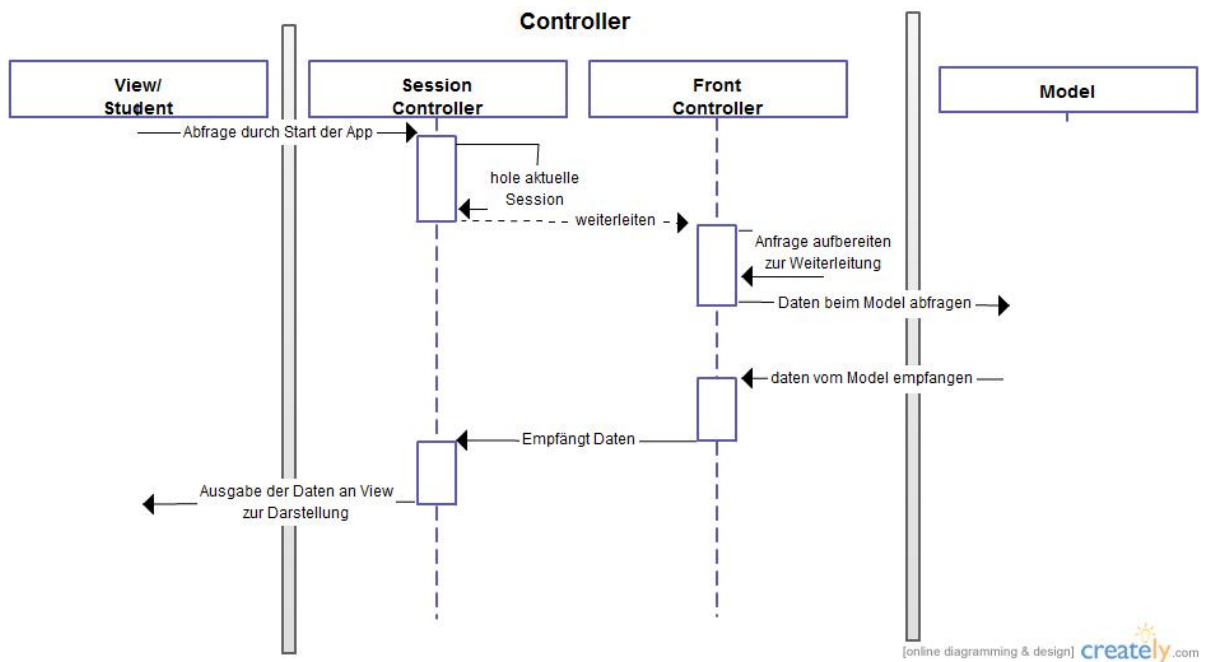 Controller
View/
Student
Session
Controller
Front
Controller
Model
Abfrage durch Start der App
hole aktuelle
Session
weiterleiten
Anfrage aufbereiten
zur Weiterleitung
Daten beim Model abfragen
daten vom Model empfangen
Empfängt Daten
Ausgabe der Daten an View
zur Darstellung
[online diagramming & design] creately.com